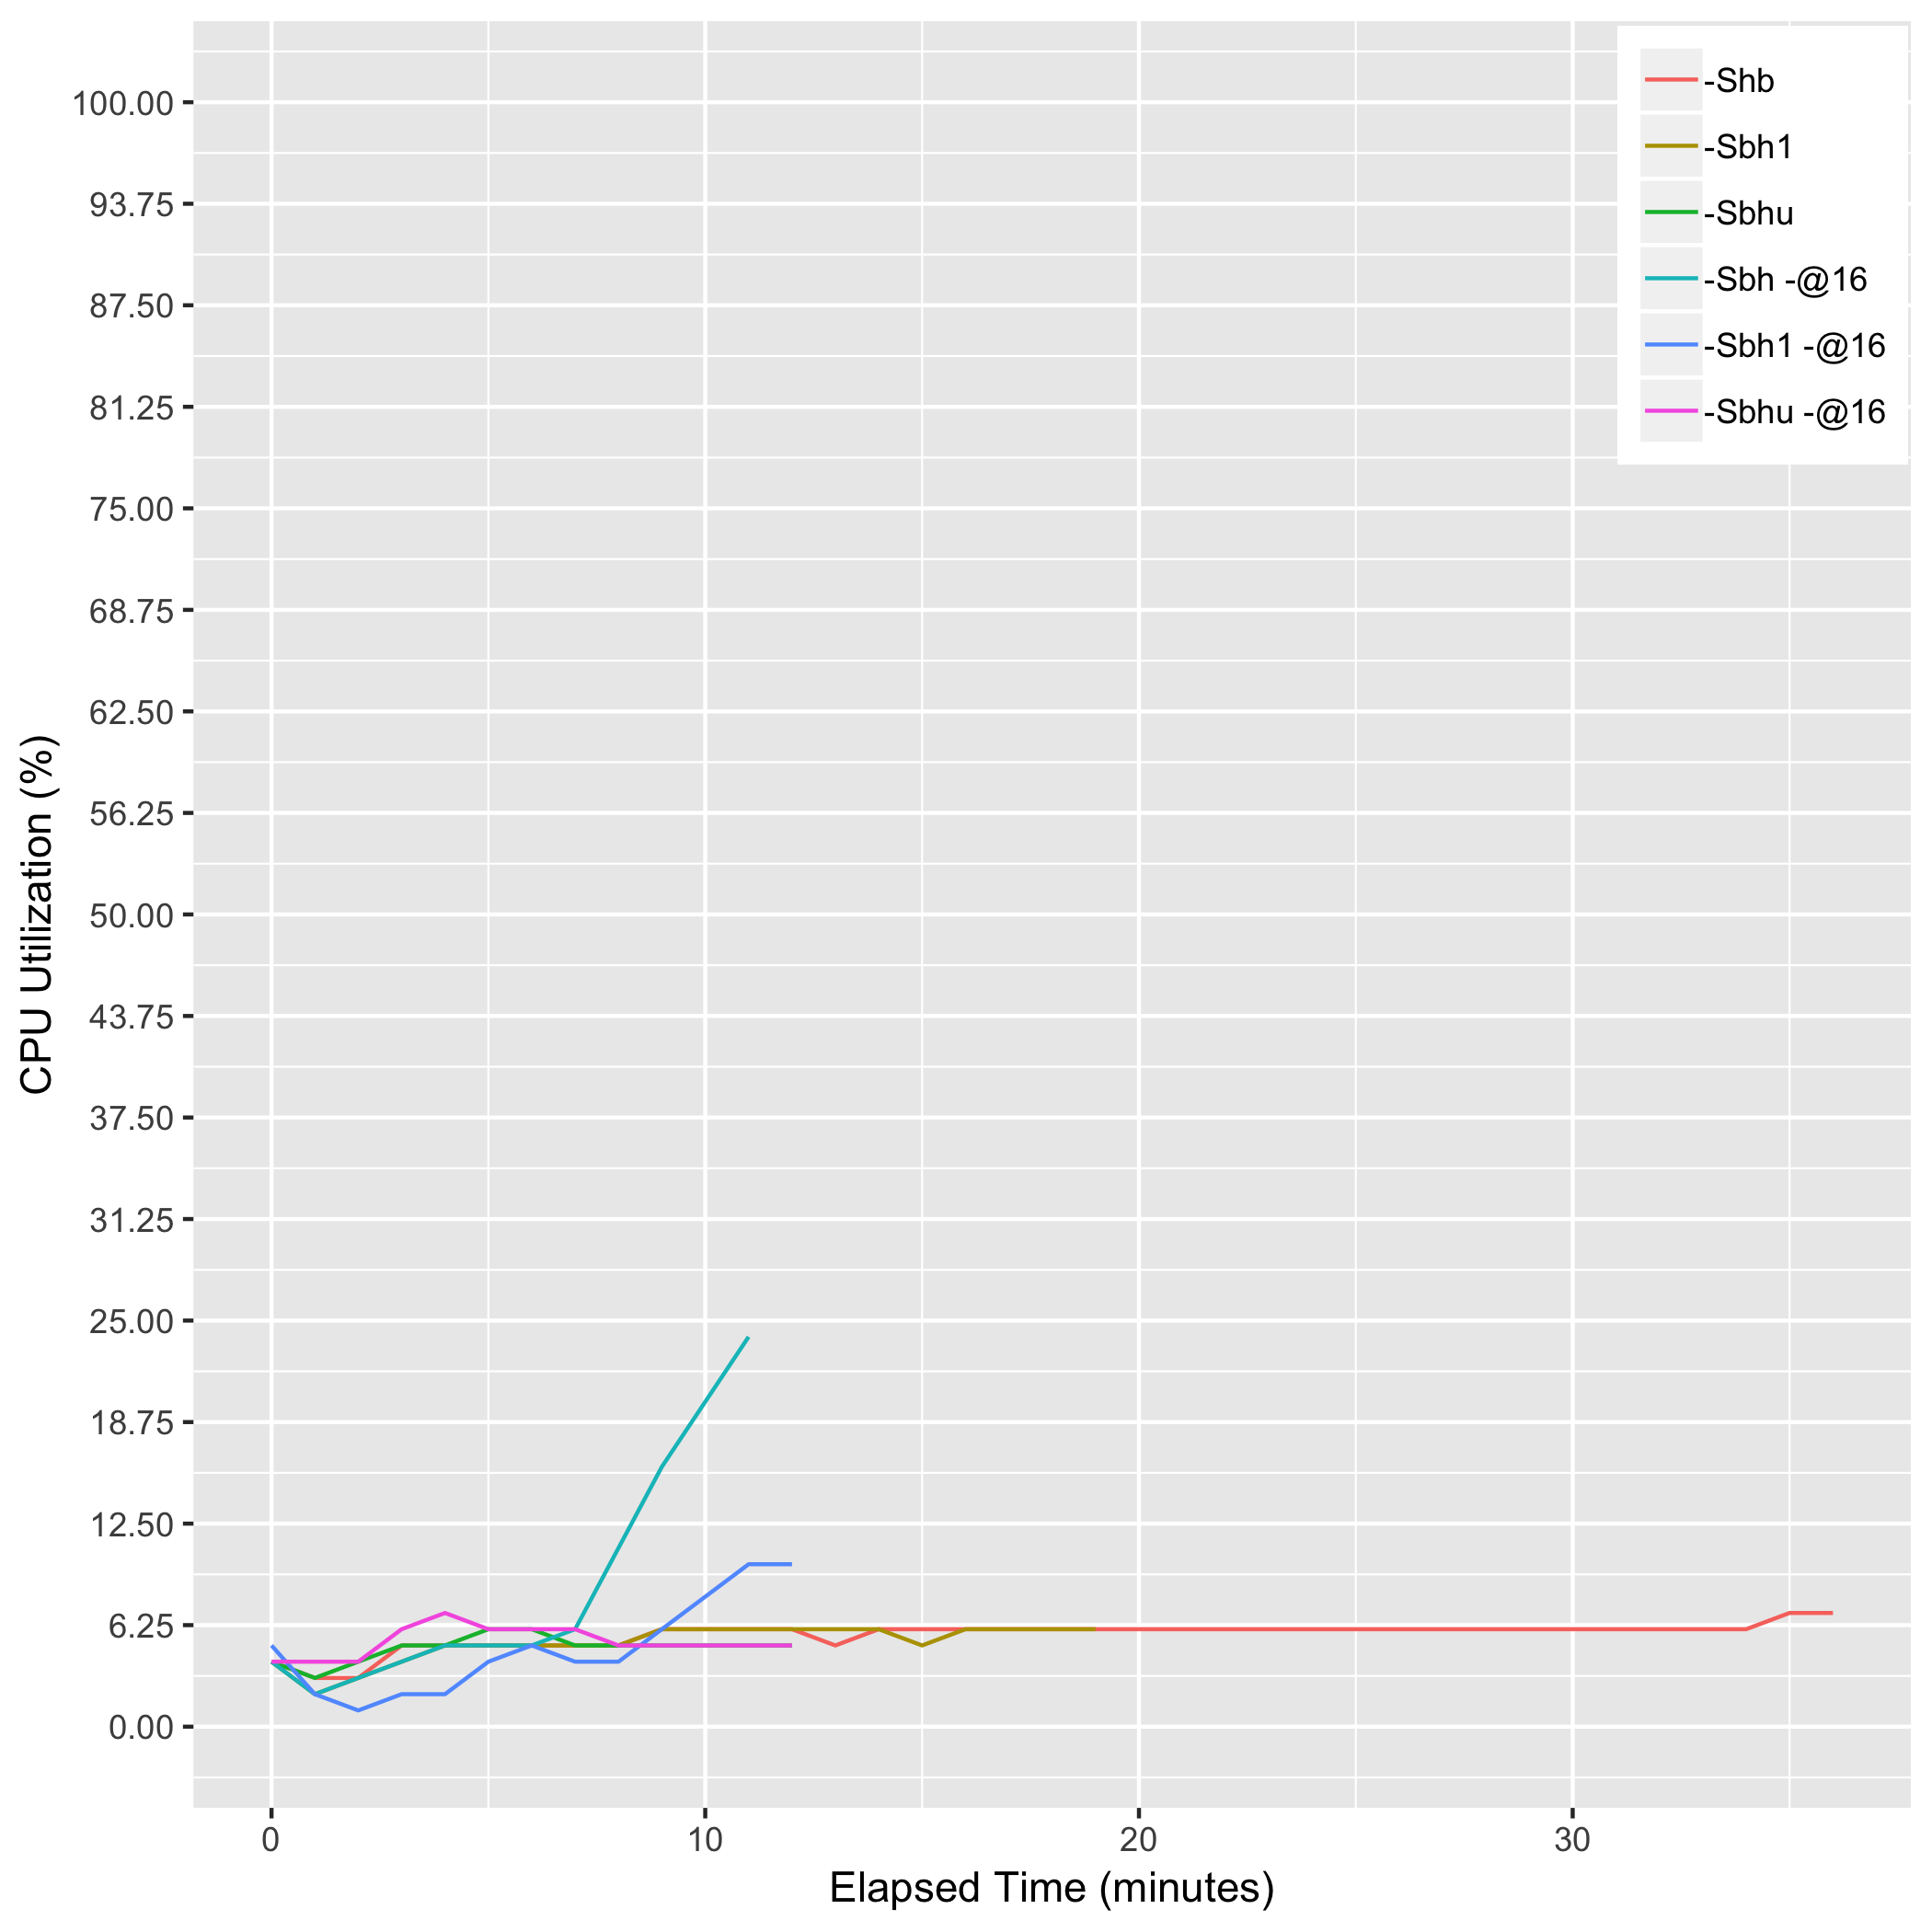 -Shb
-Sbh1
-Sbhu
-Sbh -@16
-Sbh1 -@16
-Sbhu -@16
CPU Utilization (%)
100.00
93.75
87.50
81.25
75.00
68.75
62.50
56.25
50.00
43.75
37.50
31.25
25.00
18.75
12.50
6.25
0.00
0 10 20 30
Elapsed Time (minutes)